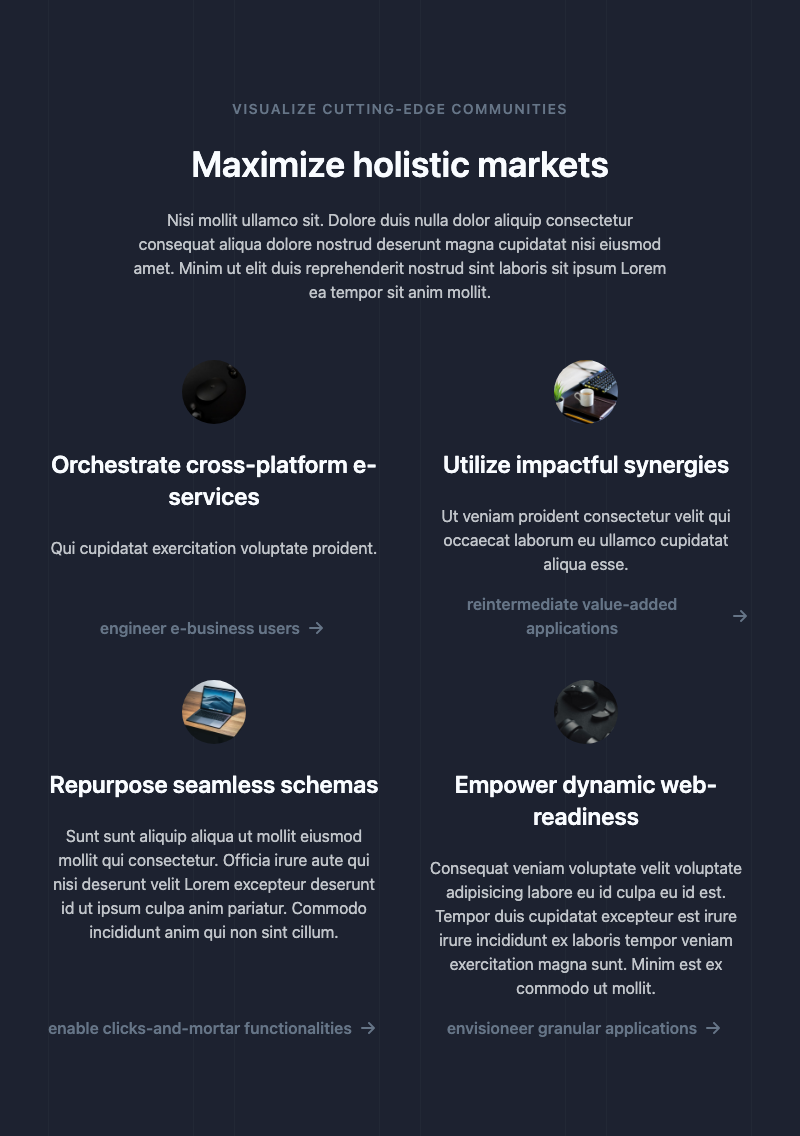 VISUALIZE CUTTING-EDGE COMMUNITIES
Maximize holistic markets
Nisi mollit ullamco sit. Dolore duis nulla dolor aliquip consectetur
consequat aliqua dolore nostrud deserunt magna cupidatat nisi eiusmod
amet. Minim ut elit duis reprehenderit nostrud sint laboris sit ipsum Lorem
ea tempor sit anim mollit.
Orchestrate cross-platform e-
services
Qui cupidatat exercitation voluptate proident.
engineer e-business users →
Utilize impactful synergies
Ut veniam proident consectetur velit qui
occaecat laborum eu ullamco cupidatat
aliqua esse.
reintermediate value-added
applications →
Repurpose seamless schemas
Sunt sunt aliquip aliqua ut mollit eiusmod
mollit qui consectetur. Officia irure aute qui
nisi deserunt velit Lorem excepteur deserunt
id ut ipsum culpa anim pariatur. Commodo
incididunt anim qui non sint cillum.
enable clicks-and-mortar functionalities →
Empower dynamic web-
readiness
Consequat veniam voluptate velit voluptate
adipisicing labore eu id culpa eu id est.
Tempor duis cupidatat excepteur est irure
irure incididunt ex laboris tempor veniam
exercitation magna sunt. Minim est ex
commodo ut mollit.
envisioneer granular applications →